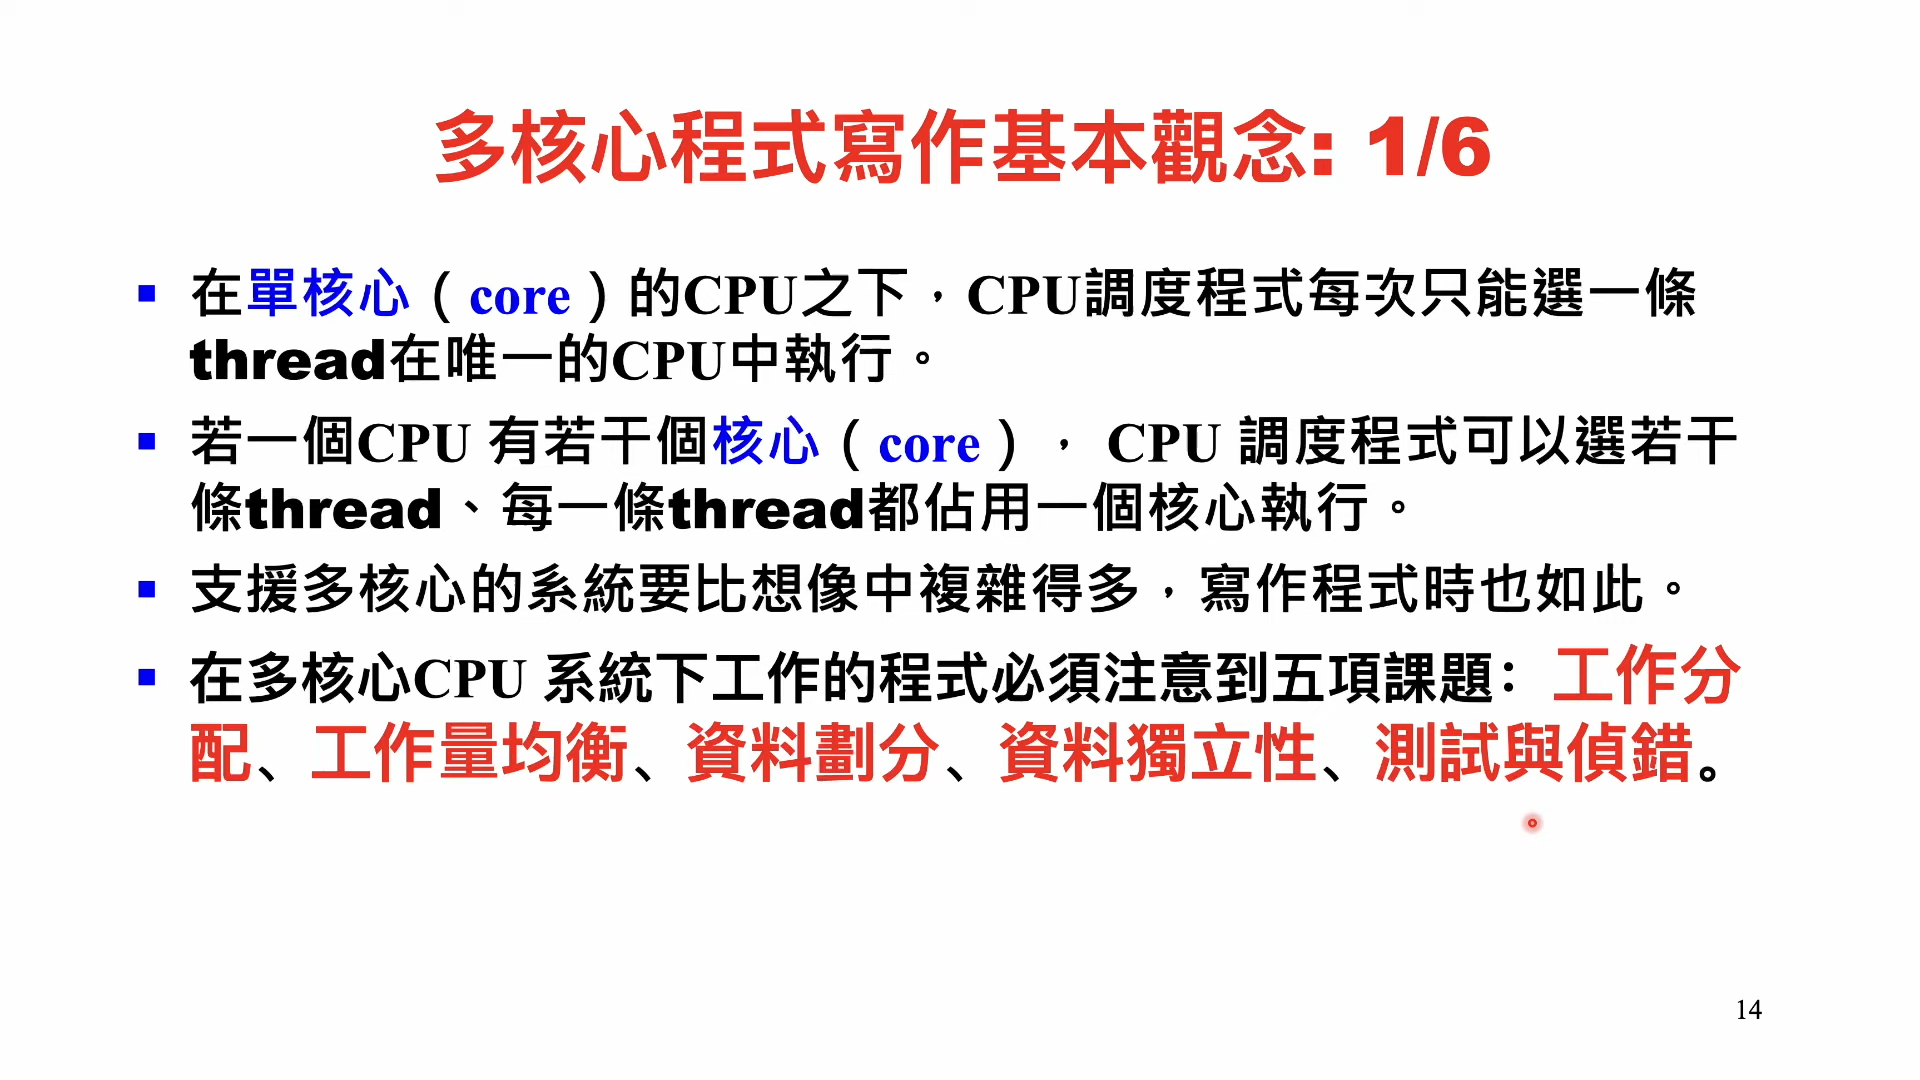 多核心程式寫作基本觀念: 1/6
▪ 在單核心（core）的CPU之下，CPU調度程式每次只能選一條
thread在唯一的CPU中執行。
▪ 若一個CPU 有若干個核心（core）， CPU 調度程式可以選若干
條thread、每一條thread都佔用一個核心執行。
▪ 支援多核心的系統要比想像中複雜得多，寫作程式時也如此。
▪ 在多核心CPU 系統下工作的程式必須注意到五項課題：工作分
配、工作量均衡、資料劃分、資料獨立性、測試與偵錯。
14